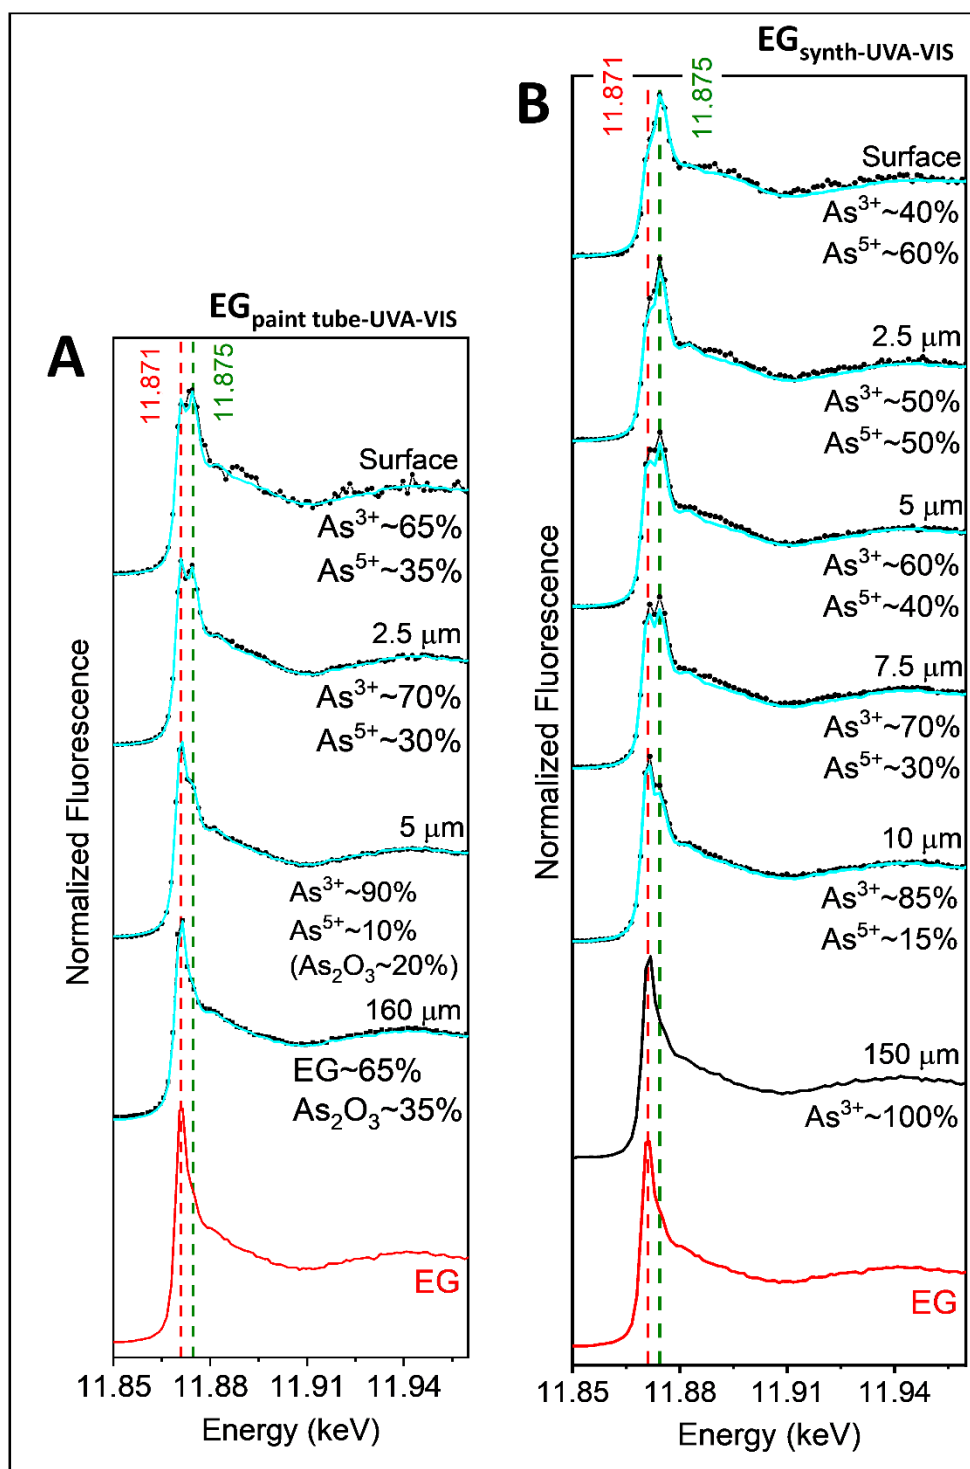 A
EG paint tube-UVA-VIS
11.871
11.875
Surface
As³⁺~65%
As⁵⁺~35%
2.5 μm
As³⁺~70%
As⁵⁺~30%
5 μm
As³⁺~90%
As⁵⁺~10%
(As₂O₃~20%)
160 μm
EG~65%
As₂O₃~35%
EG
Normalized Fluorescence
11.85 11.88 11.91 11.94
Energy (keV)
B
EG synth-UVA-VIS
11.871
11.875
Surface
As³⁺~40%
As⁵⁺~60%
2.5 μm
As³⁺~50%
As⁵⁺~50%
5 μm
As³⁺~60%
As⁵⁺~40%
7.5 μm
As³⁺~70%
As⁵⁺~30%
10 μm
As³⁺~85%
As⁵⁺~15%
150 μm
As³⁺~100%
EG
Normalized Fluorescence
11.85 11.88 11.91 11.94
Energy (keV)